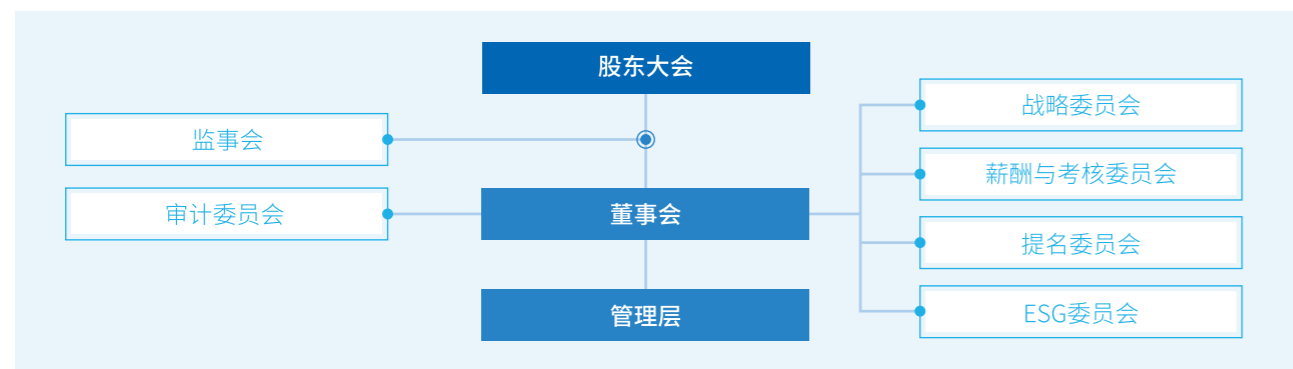 股东大会
监事会
审计委员会
董事会
管理层
战略委员会
薪酬与考核委员会
提名委员会
ESG委员会